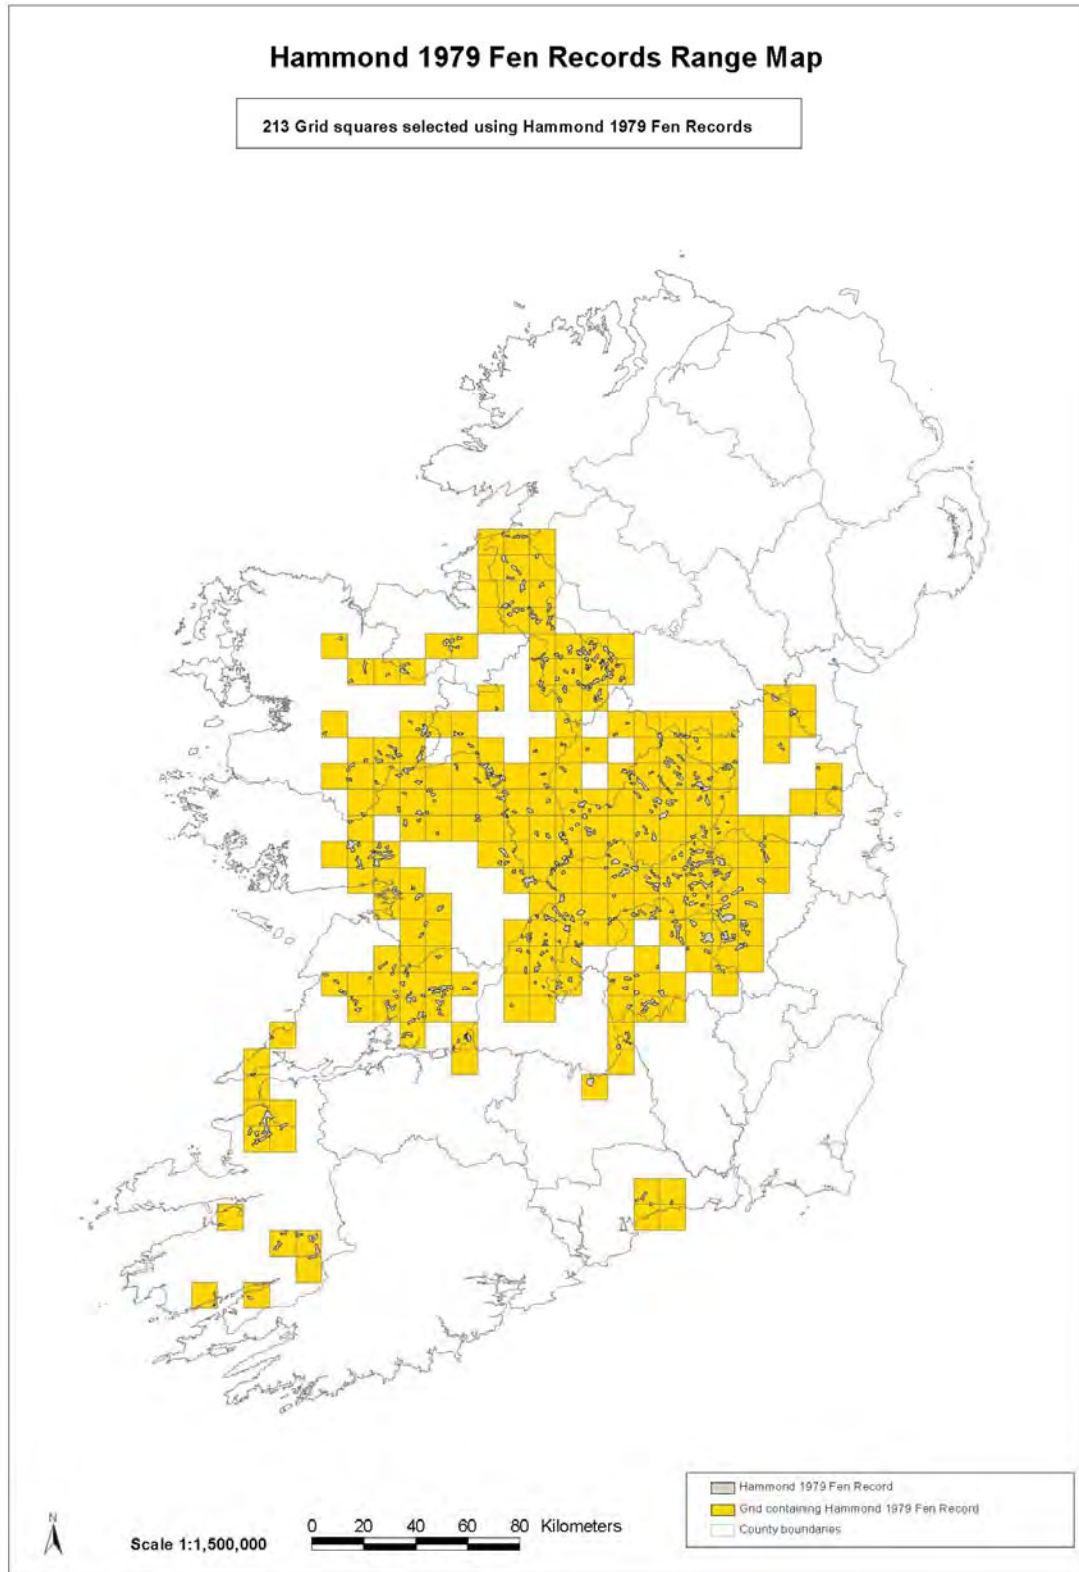 Hammond 1979 Fen Records Range Map
213 Grid squares selected using Hammond 1979 Fen Records
Hammond 1979 Fen Record
Grid containing Hammond 1979 Fen Record
County boundaries
N
0 20 40 60 80 Kilometers
Scale 1:1,500,000